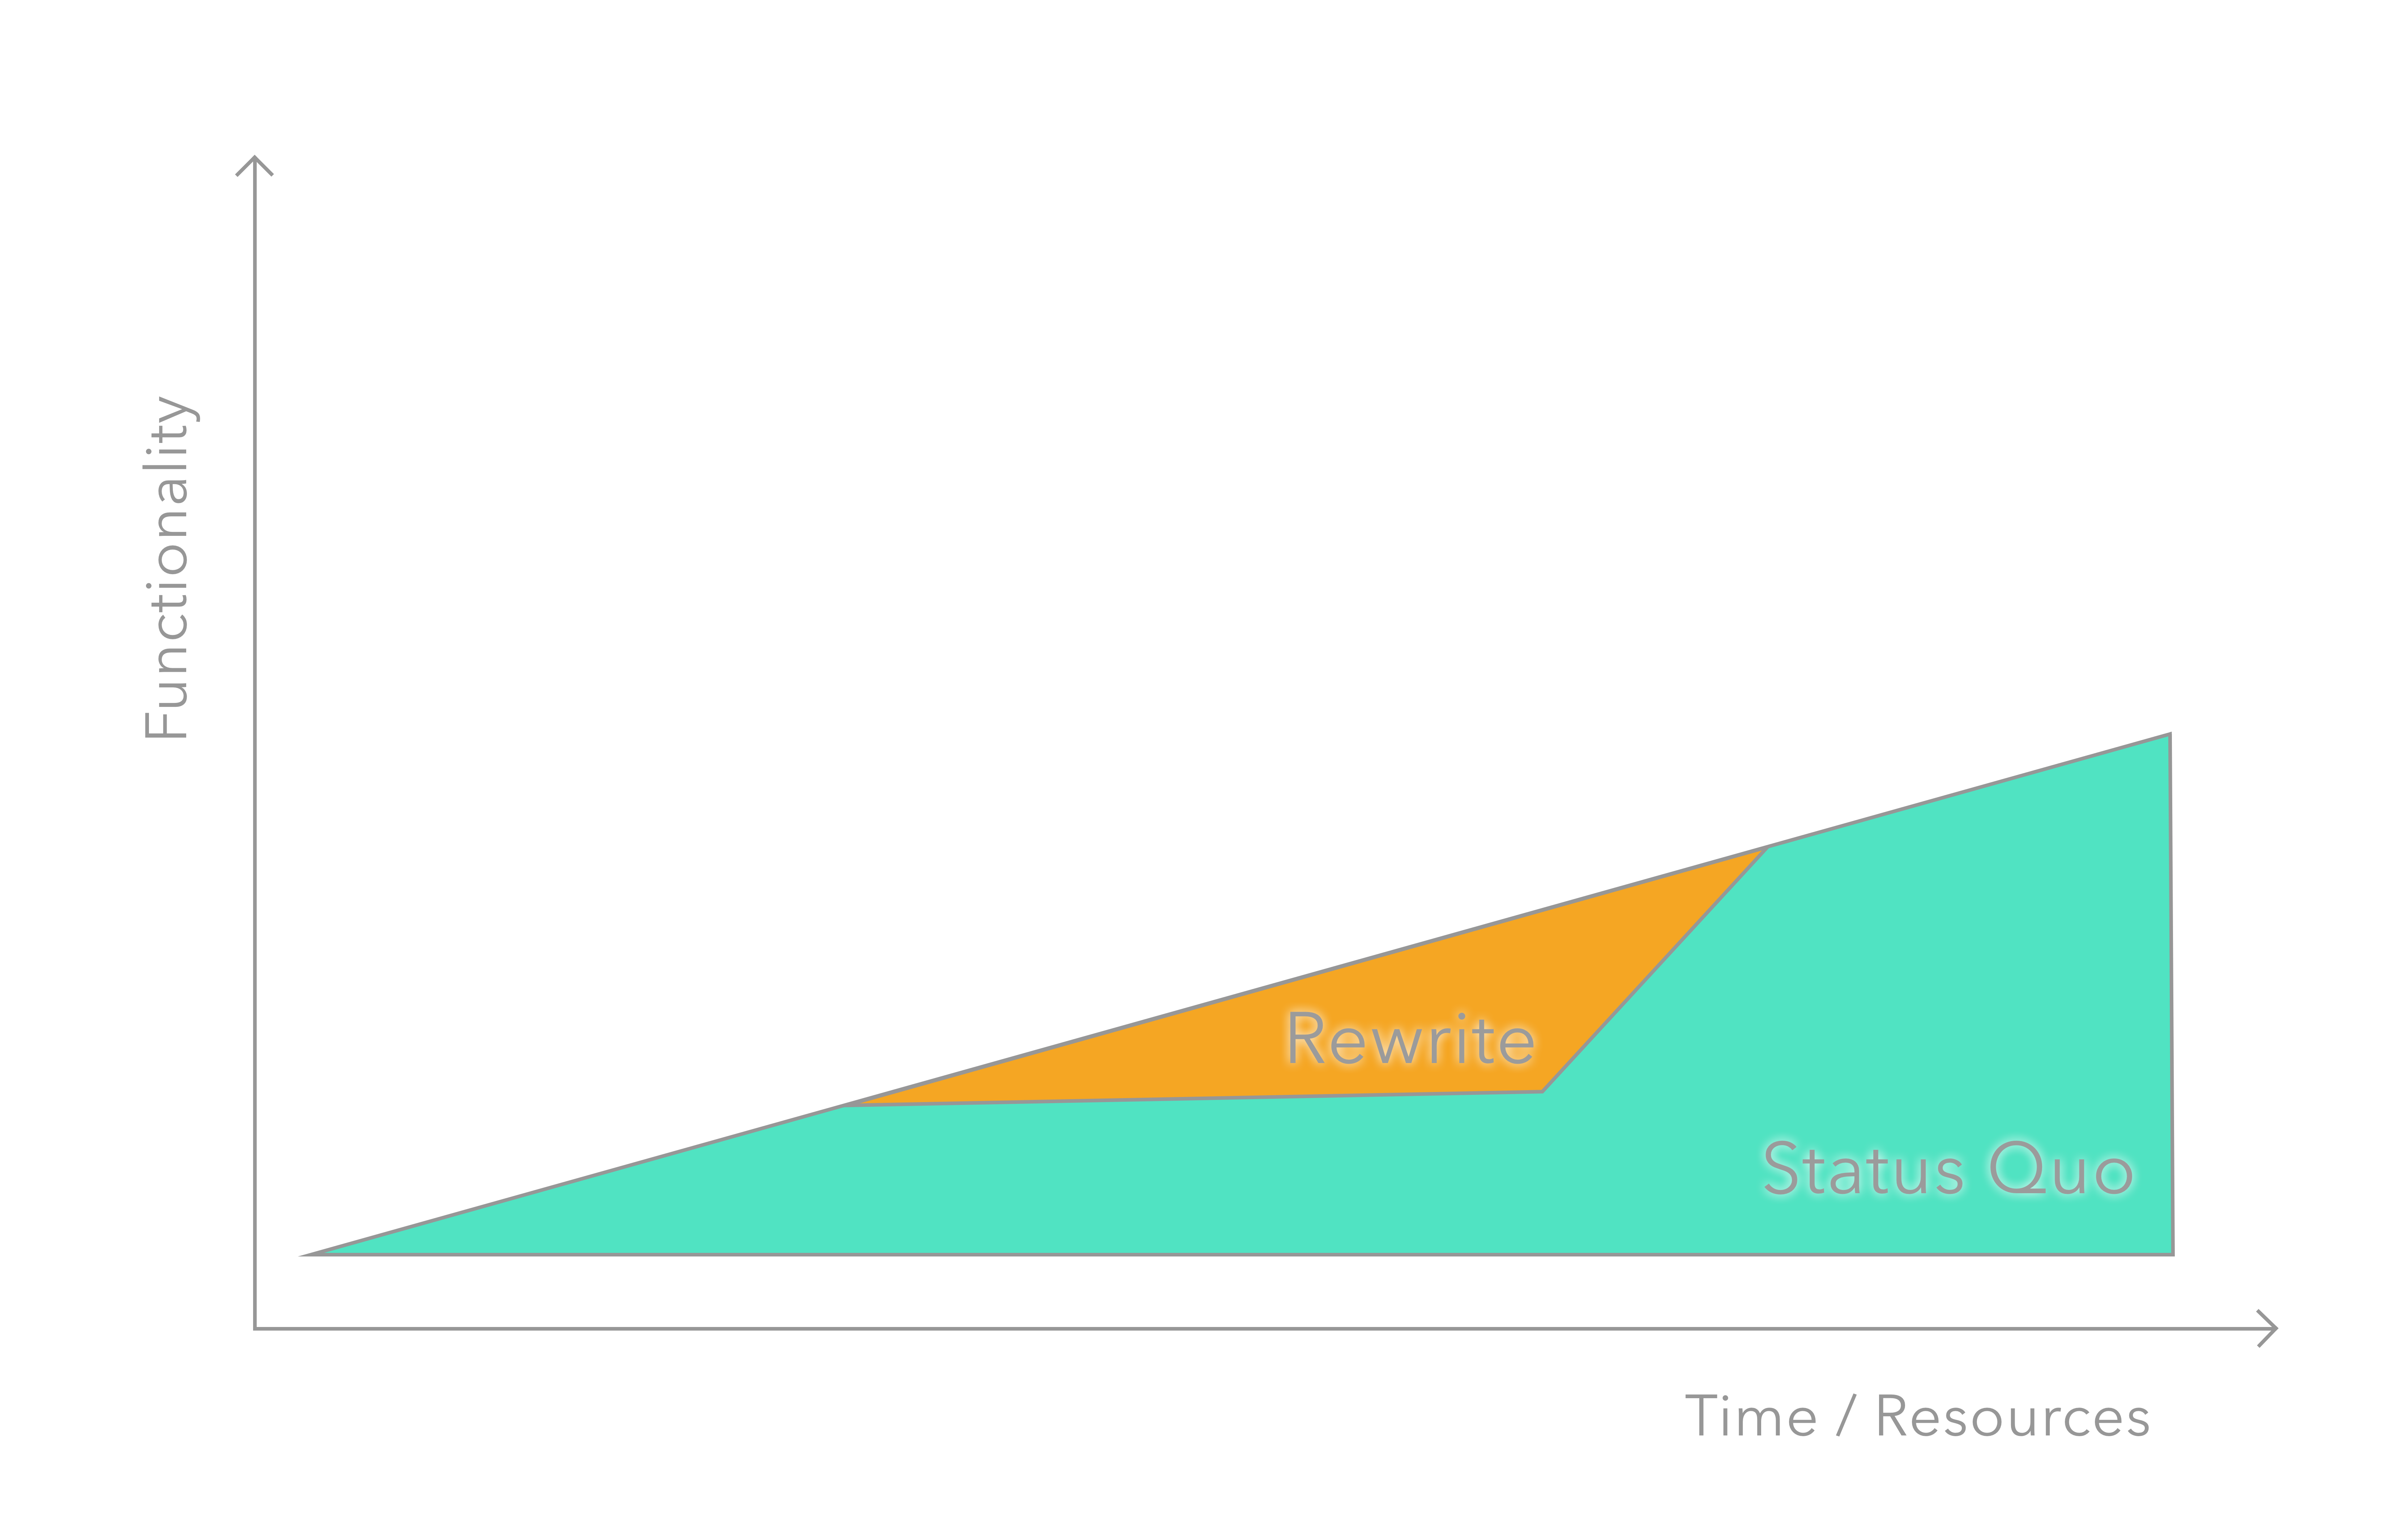 Functionality
Rewrite
Status Quo
Time / Resources